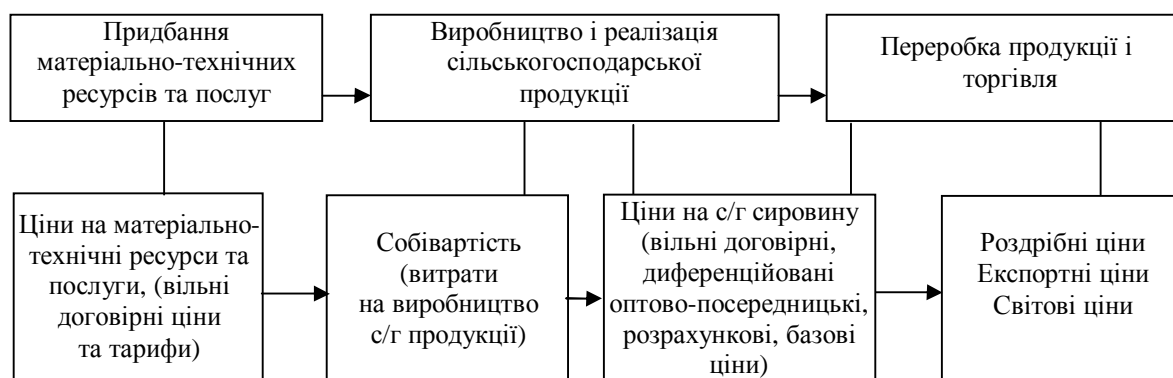 Придбання
матеріально-технічних
ресурсів та послуг
Виробництво і реалізація
сільськогосподарської
продукції
Переробка продукції і
торгівля
Ціни на матеріально-
технічні ресурси та
послуги, (вільні
договірні ціни
та тарифи)
Собівартість
(витрати
на виробництво
с/г продукції)
Ціни на с/г сировину
(вільні договірні,
диференційовані
оптово-посередницькі,
розрахункові, базові
ціни)
Роздрібні ціни
Експортні ціни
Світові ціни